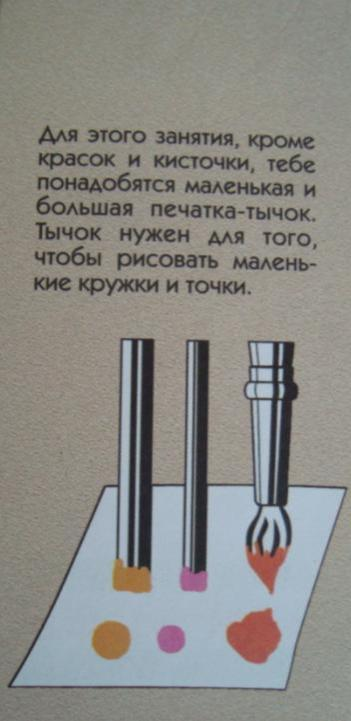 Для этого занятия, кроме
красок и кисточки, тебе
понадобятся маленькая и
большая печатка-тычок.
Тычок нужен для того,
чтобы рисовать малень-
кие кружки и точки.